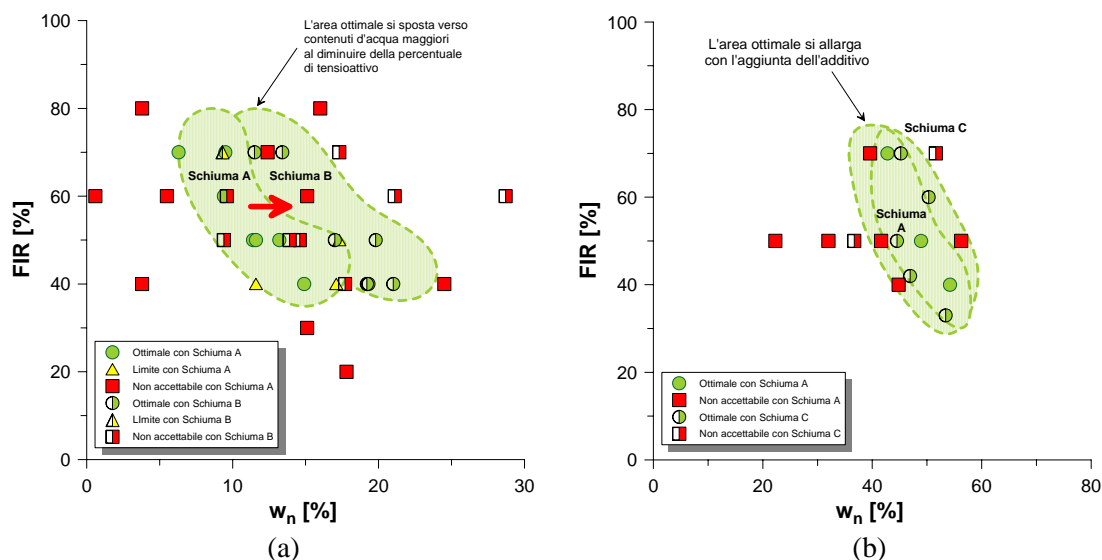 L'area ottimale si sposta verso
contenuti d'acqua maggiori
al diminuire della percentuale
di tensioattivo
100
80
60
40
20
0
FIR [%]
Schiuma A
Schiuma B
Ottimale con Schiuma A
Limite con Schiuma A
Non accettabile con Schiuma A
Ottimale con Schiuma B
LImite con Schiuma B
Non accettabile con Schiuma B
0
10
20
30
wn [%]
(a)
L'area ottimale si allarga
con l'aggiunta dell'additivo
100
80
60
40
20
0
FIR [%]
Schiuma C
Schiuma
A
Ottimale con Schiuma A
Non accettabile con Schiuma A
Ottimale con Schiuma C
Non accettabile con Schiuma C
0
20
40
60
80
wn [%]
(b)